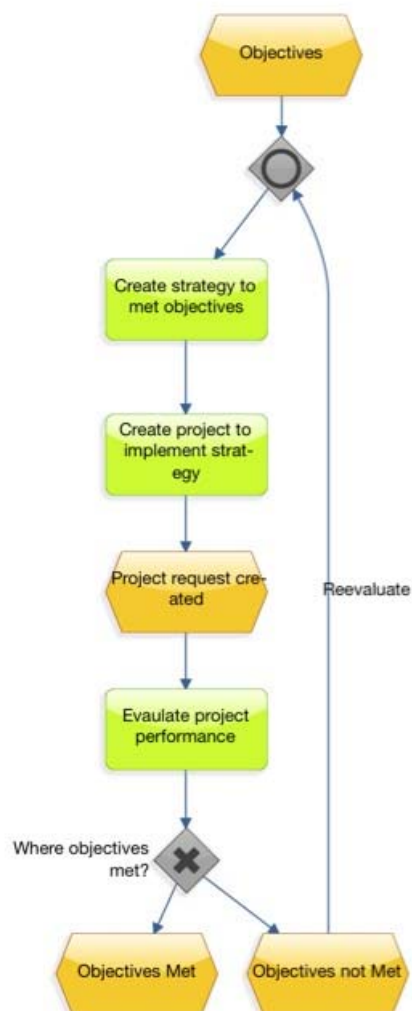 Objectives
Create strategy to
met objectives
Create project to
implement strat-
egy
Project request cre-
ated
Reevaluate
Evaulate project
performance
Where objectives
met?
Objectives Met
Objectives not Met